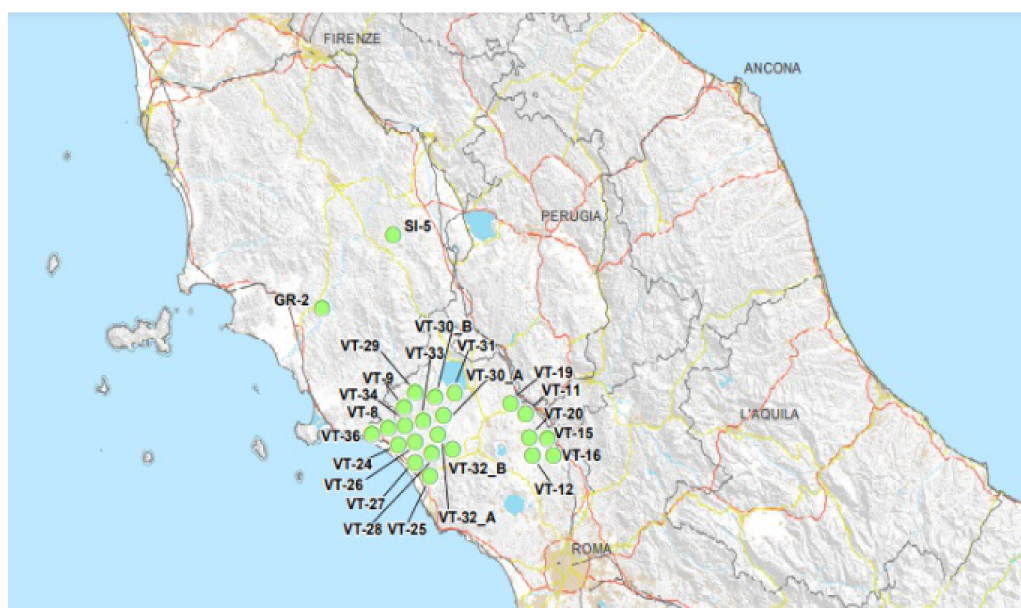 FIRENZE
ANCONA
PERUGIA
SI-5
GR-2
VT-30_B
VT-29
VT-33
VT-31
VT-9
VT-30_A
VT-19
VT-34
VT-11
VT-8
VT-20
L'AQUILA
VT-36
VT-15
VT-16
VT-24
VT-32_B
VT-26
VT-12
VT-27
VT-32_A
VT-28
VT-25
ROMA